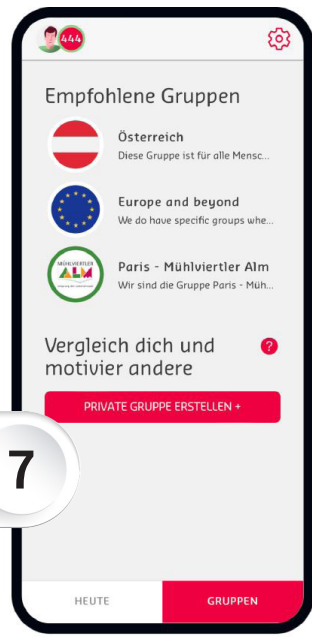 444
Empfohlene Gruppen
Österreich
Diese Gruppe ist für alle Mensc...
Europe and beyond
We do have specific groups whe...
MÜHLVIERTLER
ALM
Paris - Mühlviertler Alm
Wir sind die Gruppe Paris - Müh...
Vergleich dich und
motivier andere
?
PRIVATE GRUPPE ERSTELLEN +
7
HEUTE
GRUPPEN